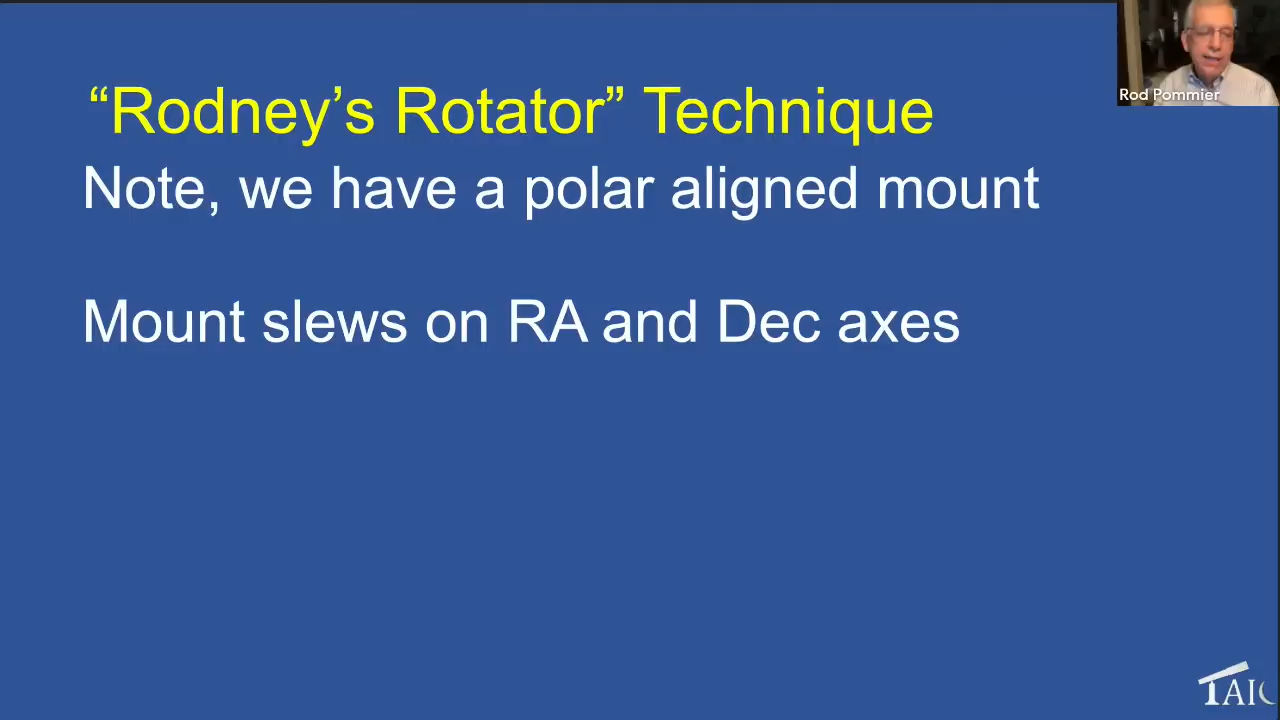 “Rodney’s Rotator” Technique
Note, we have a polar aligned mount
Mount slews on RA and Dec axes
Rod Pommier
TAIC